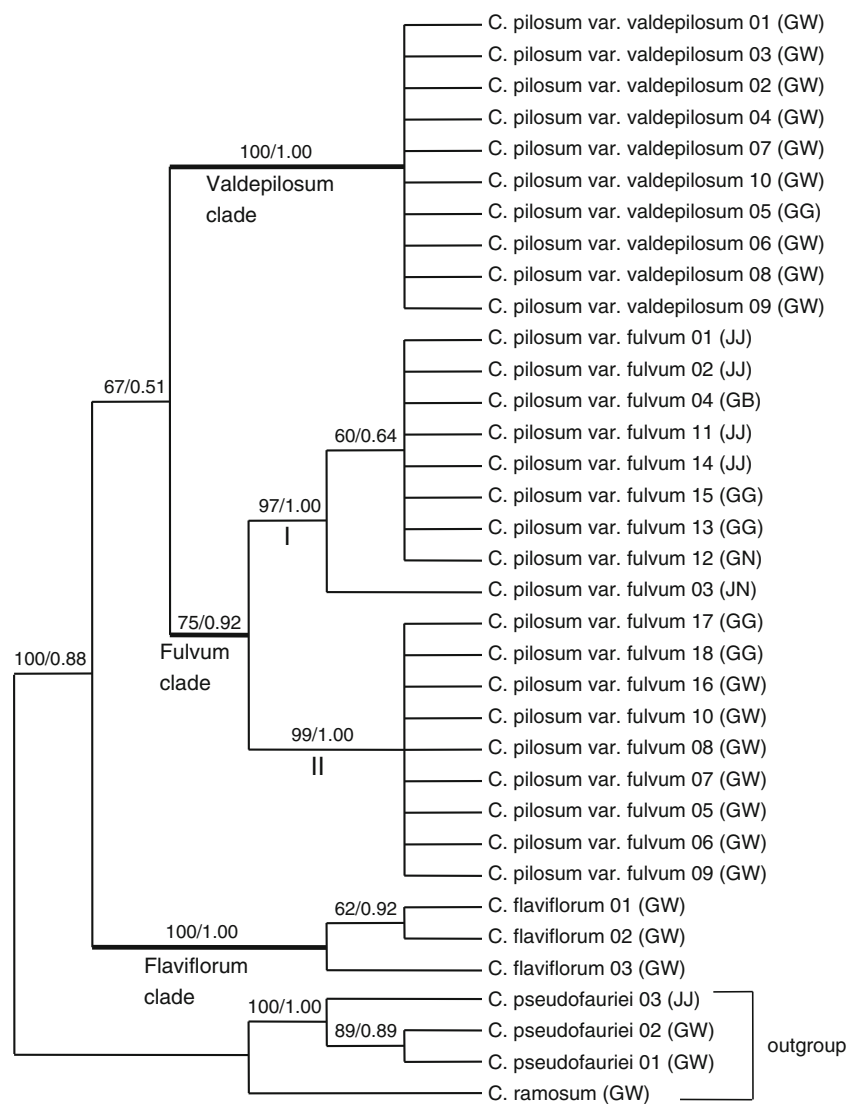 C. pilosum var. valdepilosum 01 (GW)
C. pilosum var. valdepilosum 03 (GW)
C. pilosum var. valdepilosum 02 (GW)
C. pilosum var. valdepilosum 04 (GW)
100/1.00
C. pilosum var. valdepilosum 07 (GW)
Valdepilosum
clade
C. pilosum var. valdepilosum 10 (GW)
C. pilosum var. valdepilosum 05 (GG)
C. pilosum var. valdepilosum 06 (GW)
C. pilosum var. valdepilosum 08 (GW)
C. pilosum var. valdepilosum 09 (GW)
C. pilosum var. fulvum 01 (JJ)
C. pilosum var. fulvum 02 (JJ)
67/0.51
C. pilosum var. fulvum 04 (GB)
60/0.64
C. pilosum var. fulvum 11 (JJ)
C. pilosum var. fulvum 14 (JJ)
97/1.00
I
C. pilosum var. fulvum 15 (GG)
C. pilosum var. fulvum 13 (GG)
C. pilosum var. fulvum 12 (GN)
C. pilosum var. fulvum 03 (JN)
75/0.92
Fulvum
clade
C. pilosum var. fulvum 17 (GG)
100/0.88
C. pilosum var. fulvum 18 (GG)
C. pilosum var. fulvum 16 (GW)
C. pilosum var. fulvum 10 (GW)
99/1.00
II
C. pilosum var. fulvum 08 (GW)
C. pilosum var. fulvum 07 (GW)
C. pilosum var. fulvum 05 (GW)
C. pilosum var. fulvum 06 (GW)
C. pilosum var. fulvum 09 (GW)
62/0.92
C. flaviflorum 01 (GW)
100/1.00
C. flaviflorum 02 (GW)
Flaviflorum
clade
C. flaviflorum 03 (GW)
100/1.00
C. pseudofauriei 03 (JJ)
89/0.89
C. pseudofauriei 02 (GW)
outgroup
C. pseudofauriei 01 (GW)
C. ramosum (GW)